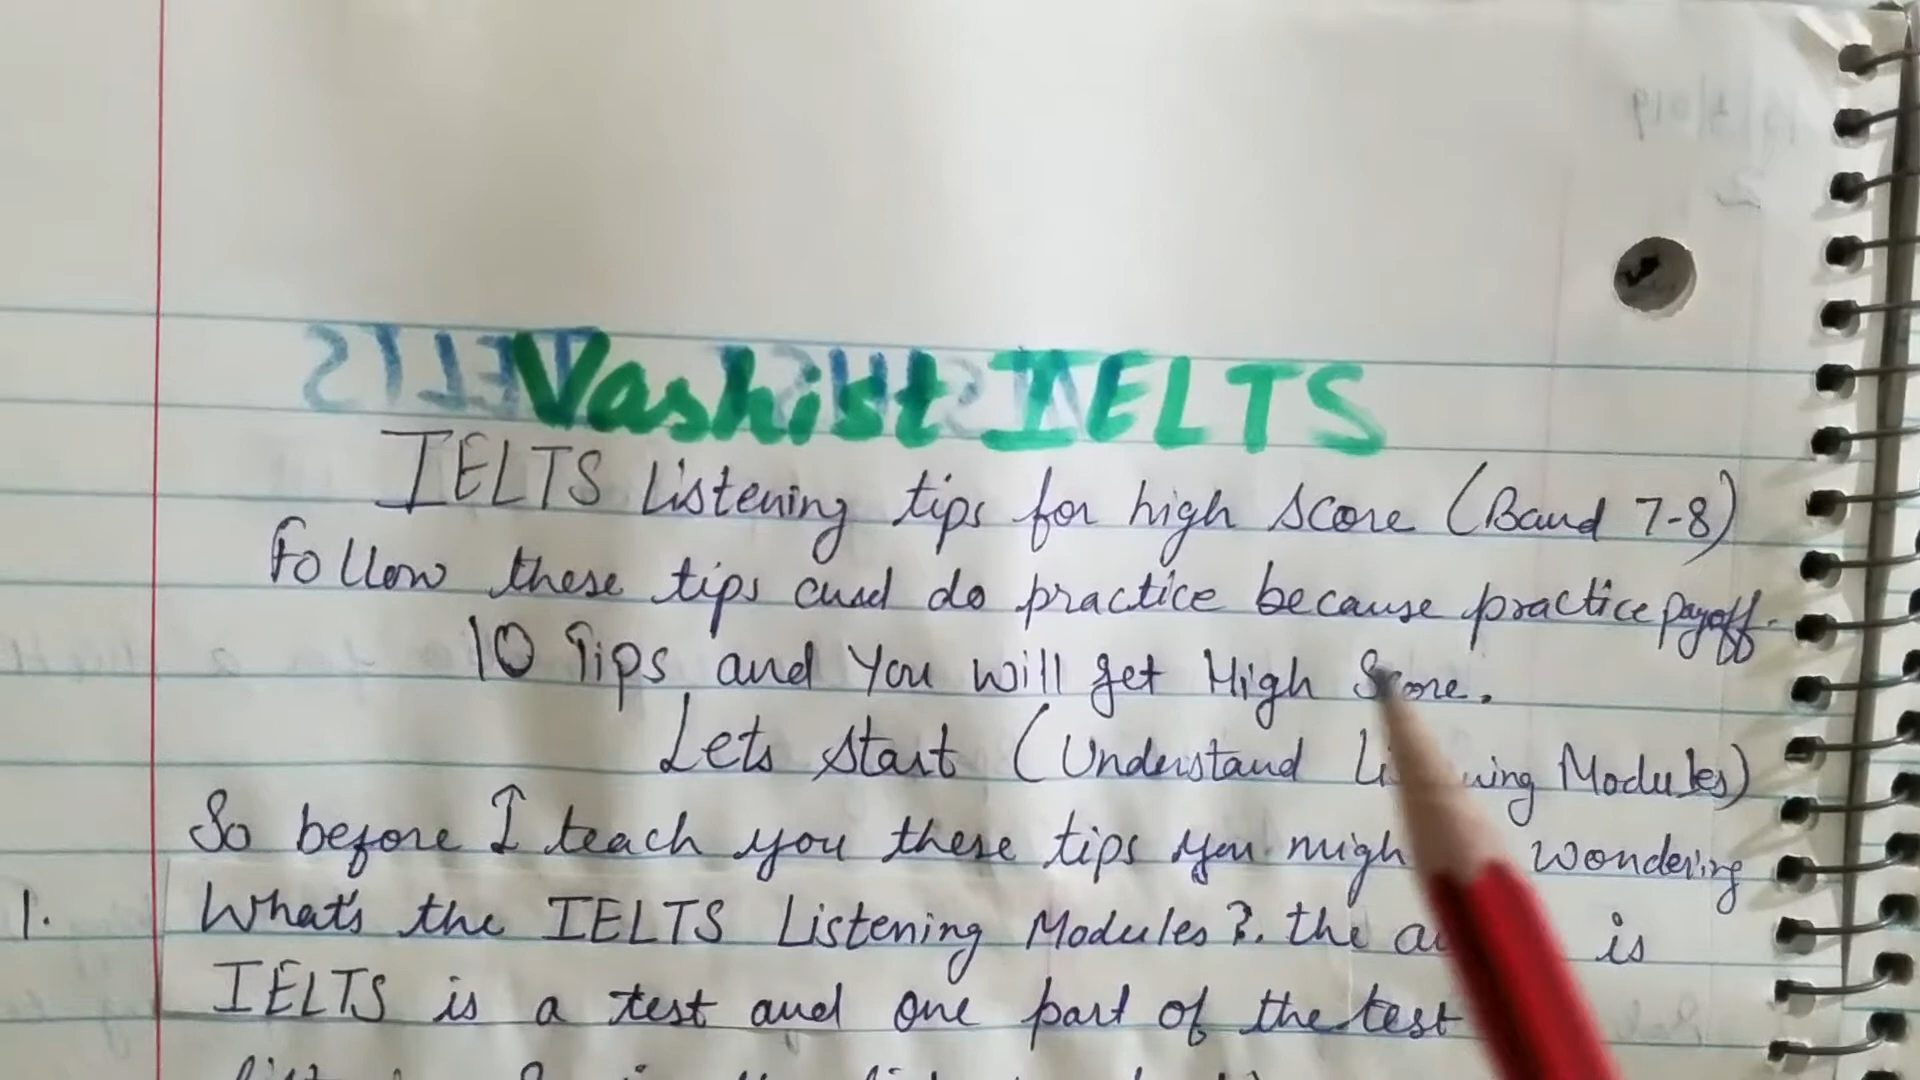 Vashist IELTS
IELTS Listening tips for high score (Band 7-8)
Follow these tips and do practice because practice payoff.
10 Tips and You will get High Score.
Lets start (Understand Modules)
So before I teach you these tips you wondering
1. What's the IELTS Listening Modules?. the is
IELTS is a test and one part of the test